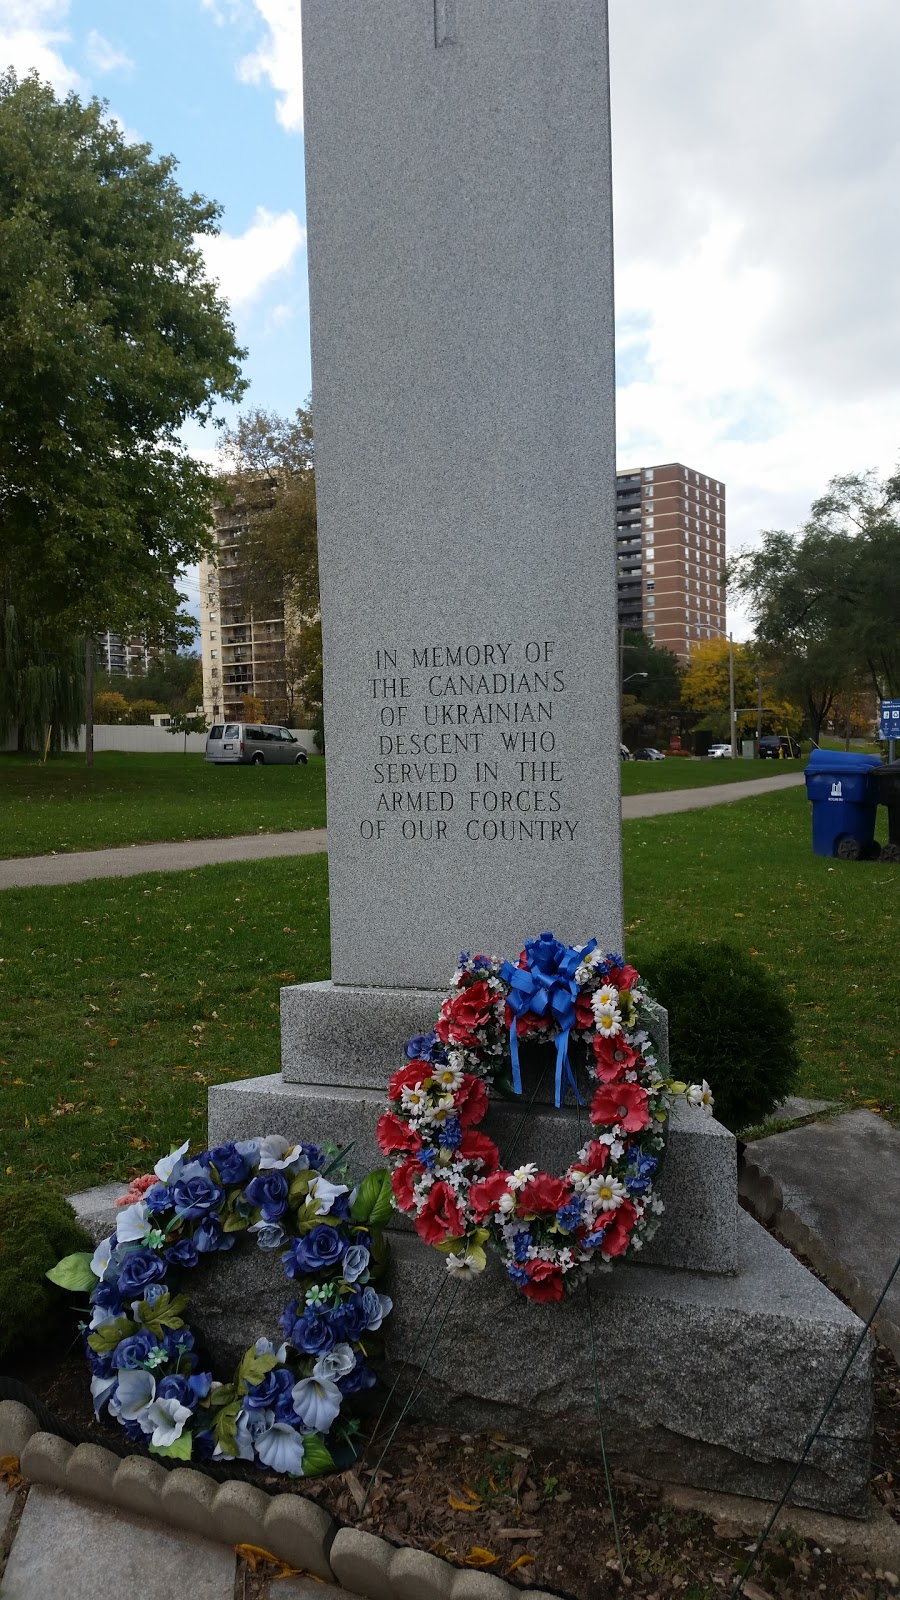 IN MEMORY OF
THE CANADIANS
OF UKRAINIAN
DESCENT WHO
SERVED IN THE
ARMED FORCES
OF OUR COUNTRY